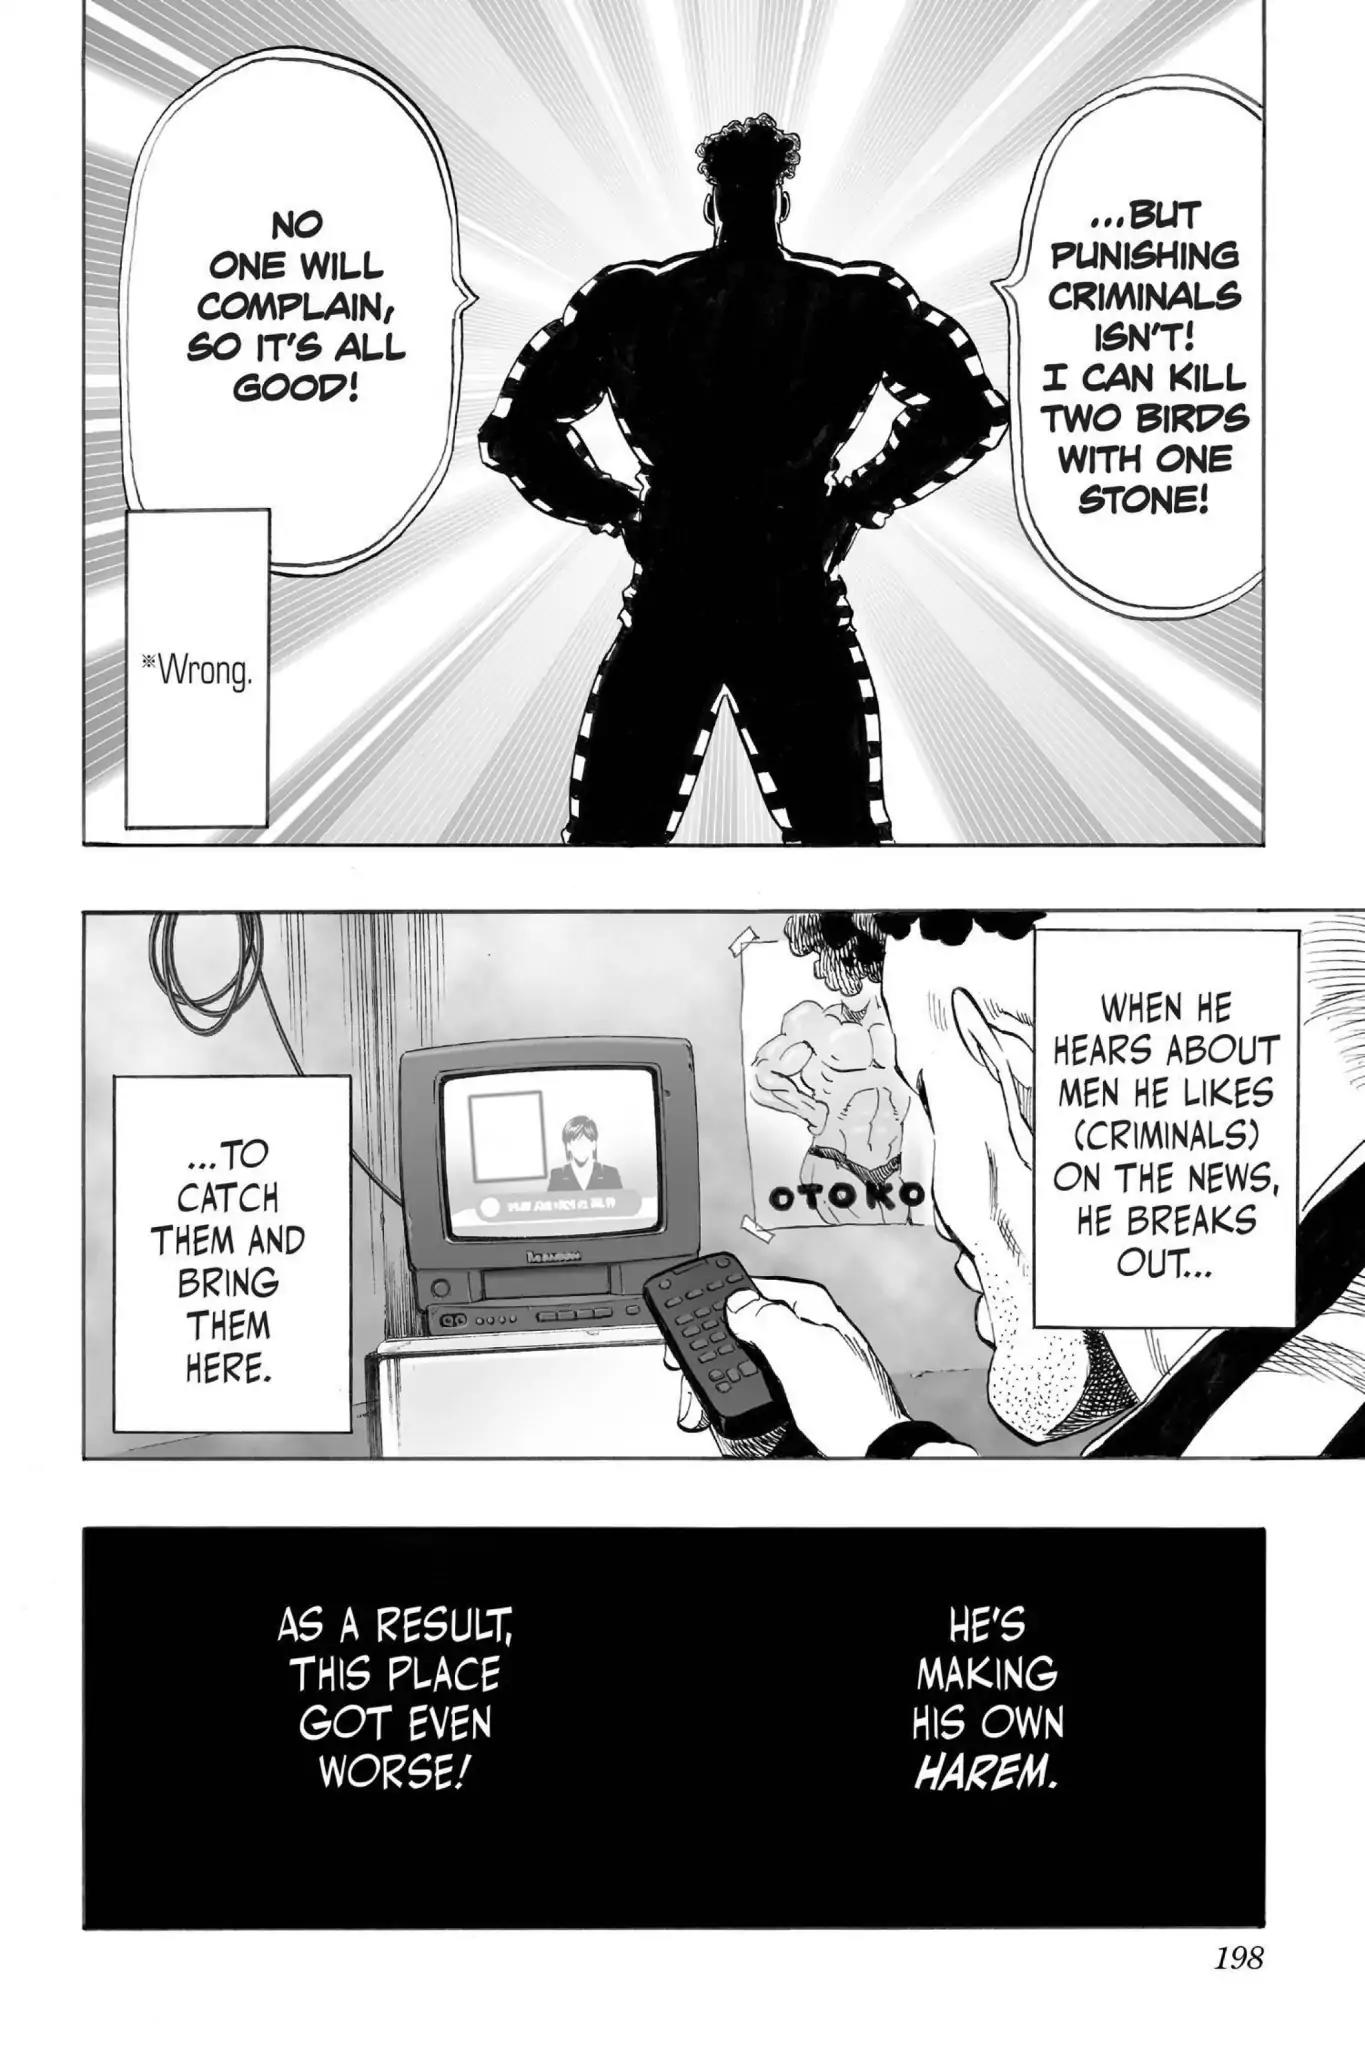 ...BUT
PUNISHING
CRIMINALS
ISN'T!
I CAN KILL
TWO BIRDS
WITH ONE
STONE!
NO
ONE WILL
COMPLAIN,
SO IT'S ALL
GOOD!
※Wrong.
WHEN HE
HEARS ABOUT
MEN HE LIKES
(CRIMINALS)
ON THE NEWS,
HE BREAKS
OUT...
OTOKO
...TO
CATCH
THEM AND
BRING
THEM
HERE.
HE'S
MAKING
HIS OWN
HAREM.
AS A RESULT,
THIS PLACE
GOT EVEN
WORSE!
198